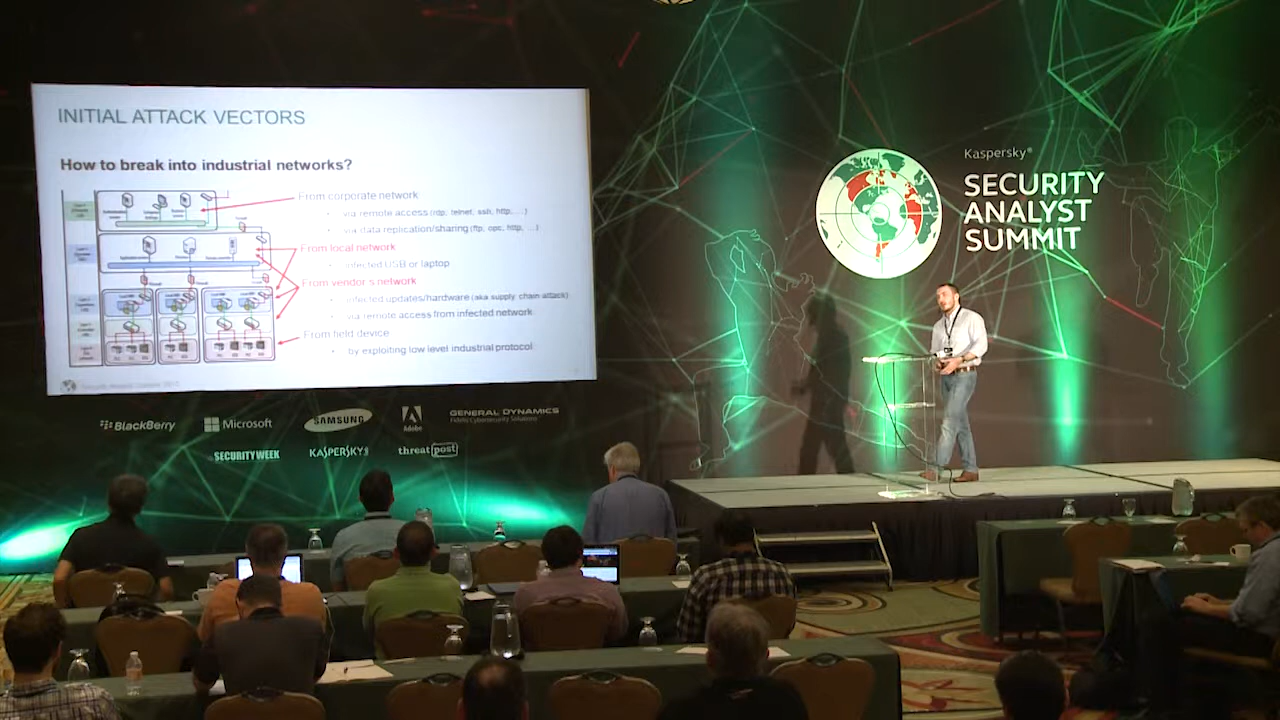 INITIAL ATTACK VECTORS
How to break into industrial networks?
From corporate network
• via remote access (rdp, telnet, ssh, http, ...)
• via data replication/sharing (ftp, opc, http, ...)
From local network
• infected USB or laptop
From vendor's network
• infected updates/hardware (aka supply chain attack)
• via remote access from infected network
From field device
• by exploiting low level industrial protocol
Kaspersky®
SECURITY
ANALYST
SUMMIT
BlackBerry
Microsoft
SAMSUNG
Adobe
GENERAL DYNAMICS
Fidelis Cybersecurity Solutions
SECURITYWEEK
KASPERSKY
threatpost